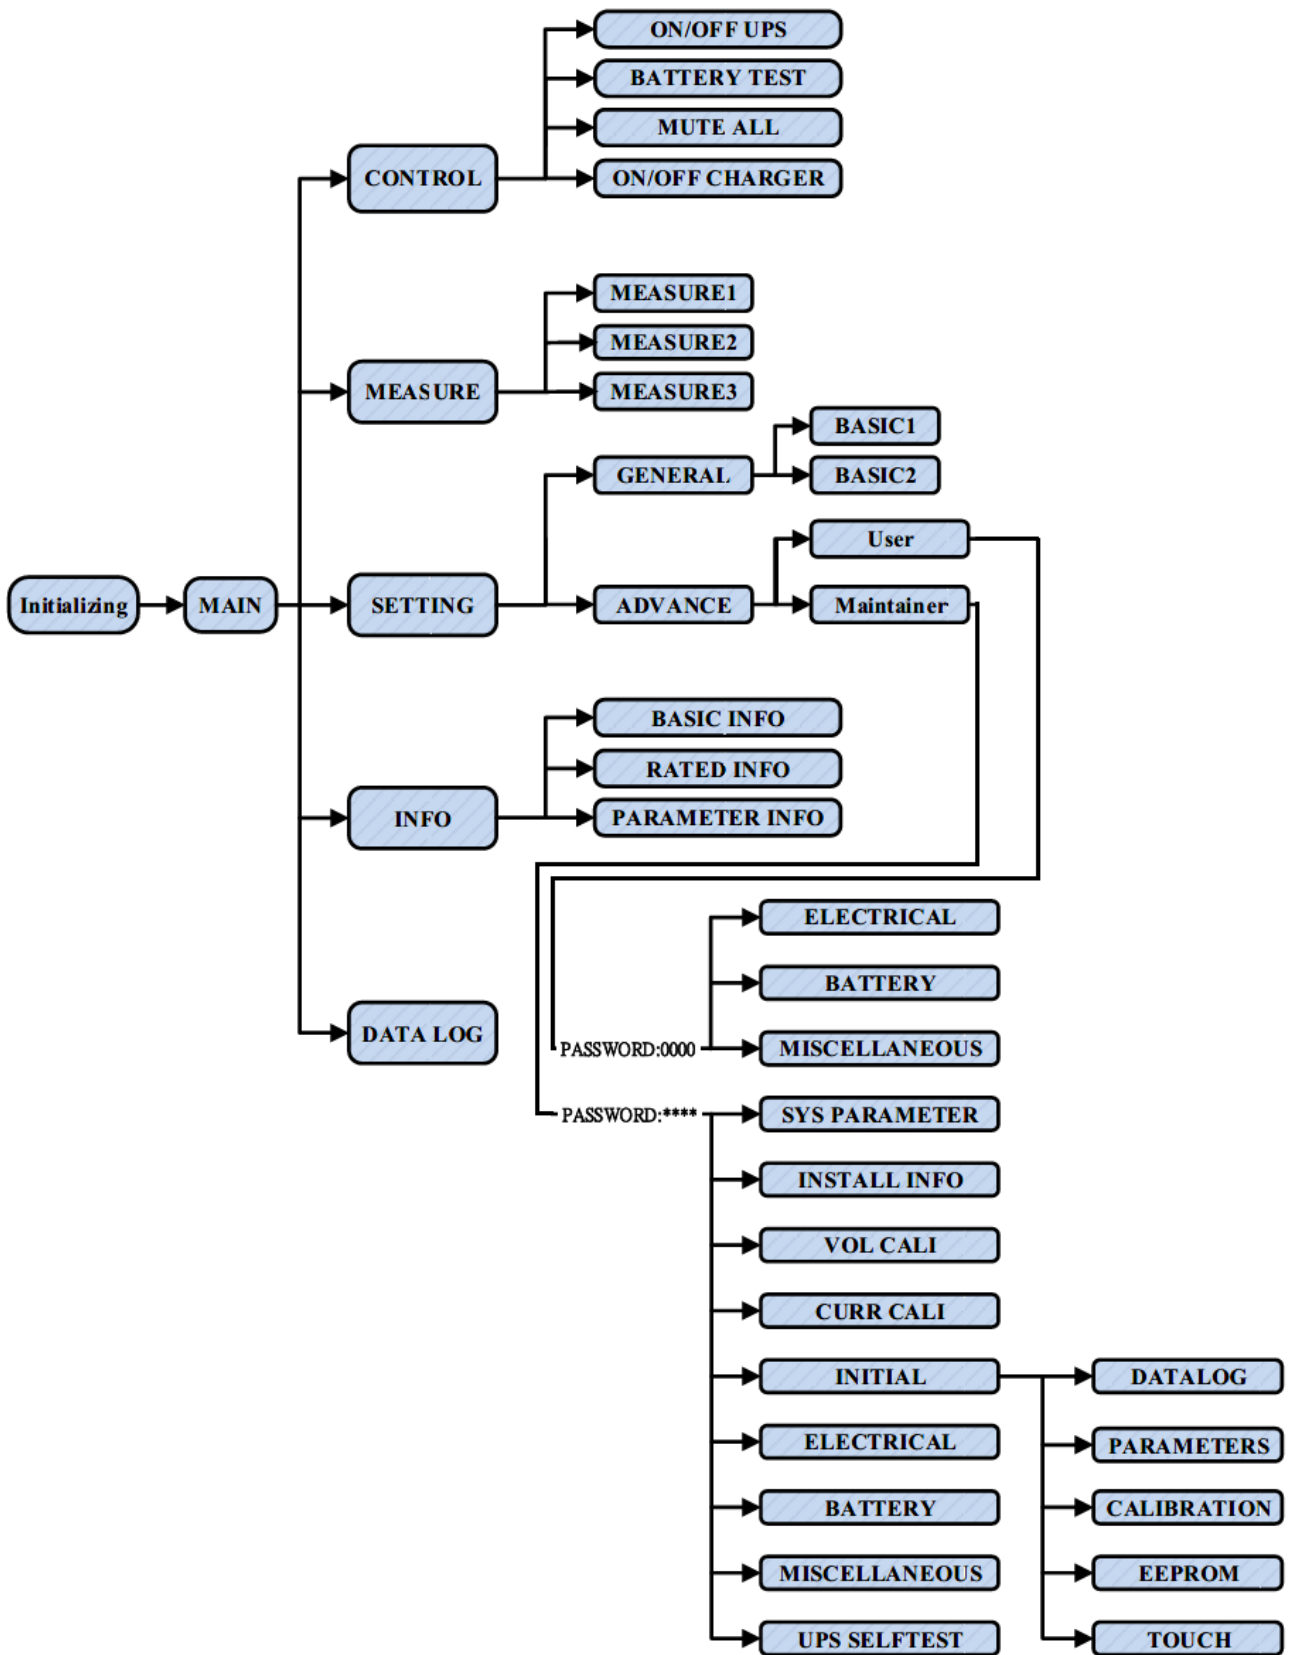 ON/OFF UPS
BATTERY TEST
MUTE ALL
CONTROL
ON/OFF CHARGER
MEASURE1
MEASURE2
MEASURE
MEASURE3
BASIC1
GENERAL
BASIC2
User
Initializing
MAIN
SETTING
ADVANCE
Maintainer
BASIC INFO
RATED INFO
INFO
PARAMETER INFO
ELECTRICAL
BATTERY
DATA LOG
PASSWORD:0000
MISCELLANEOUS
PASSWORD:****
SYS PARAMETER
INSTALL INFO
VOL CALI
CURR CALI
INITIAL
DATALOG
ELECTRICAL
PARAMETERS
BATTERY
CALIBRATION
MISCELLANEOUS
EEPROM
UPS SELFTEST
TOUCH